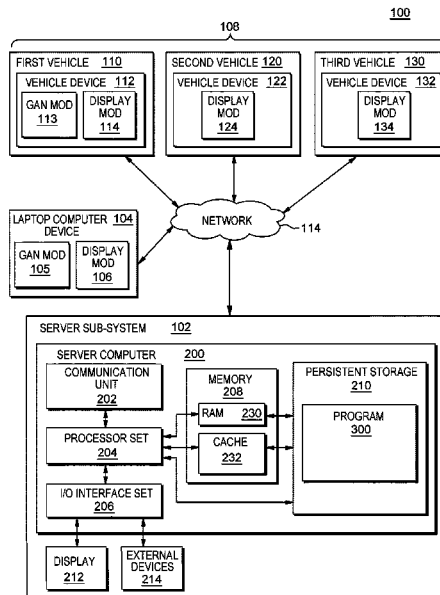 100
108
FIRST VEHICLE 110
VEHICLE DEVICE 112
GAN MOD 113
DISPLAY MOD 114
SECOND VEHICLE 120
VEHICLE DEVICE 122
DISPLAY MOD 124
THIRD VEHICLE 130
VEHICLE DEVICE 132
DISPLAY MOD 134
NETWORK
114
LAPTOP COMPUTER DEVICE 104
GAN MOD 105
DISPLAY MOD 106
SERVER SUB-SYSTEM 102
SERVER COMPUTER 200
COMMUNICATION UNIT 202
PROCESSOR SET 204
I/O INTERFACE SET 206
MEMORY 208
RAM 230
CACHE 232
PERSISTENT STORAGE 210
PROGRAM 300
DISPLAY 212
EXTERNAL DEVICES 214